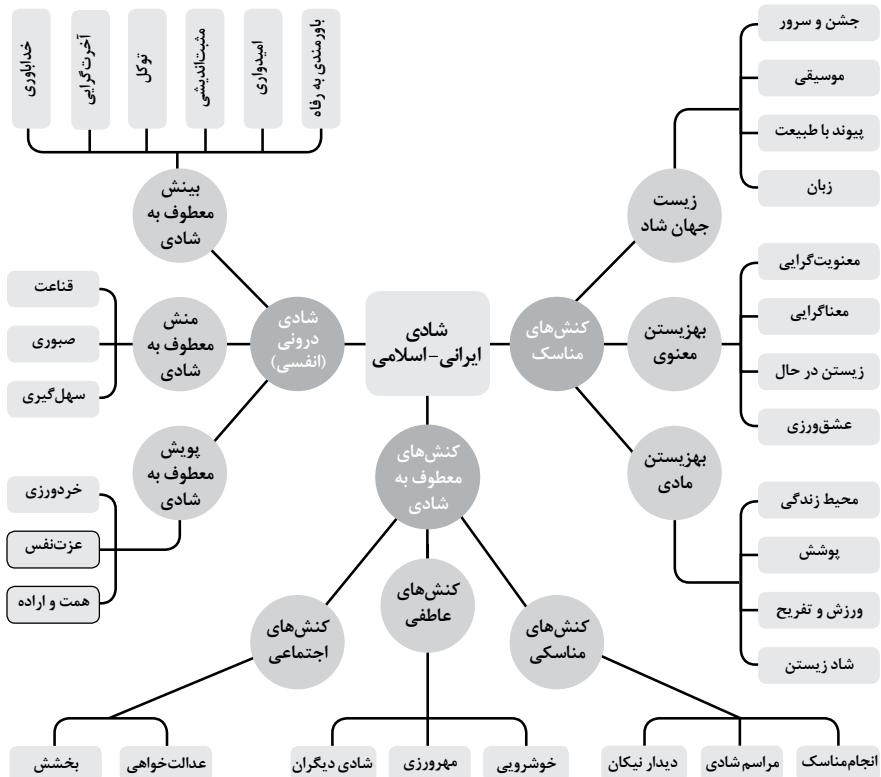 شادی
ایرانی-اسلامی
کنش‌های
مناسک
زیست
جهان شاد
جشن و سرور
موسیقی
پیوند با طبیعت
زبان
بهزیستن
معنوی
معنویت‌گرایی
معناگرایی
زیستن در حال
عشق‌ورزی
بهزیستن
مادی
محیط زندگی
پوشش
ورزش و تفریح
شاد زیستن
شادی
درونی
(انفسی)
بینش
معطوف به
شادی
باورمندی به رفاه
امیدواری
مثبت‌اندیشی
توکل
آخرت‌گرایی
خداباوری
منش
معطوف به
شادی
قناعت
صبوری
سهل‌گیری
پویش
معطوف به
شادی
خردورزی
عزت‌نفس
همت و اراده
کنش‌های
معطوف به
شادی
کنش‌های
مناسکی
انجام‌مناسک
مراسم‌شادی
دیدار نیکان
کنش‌های
عاطفی
خوشرویی
مهرورزی
شادی دیگران
کنش‌های
اجتماعی
عدالت‌خواهی
بخشش